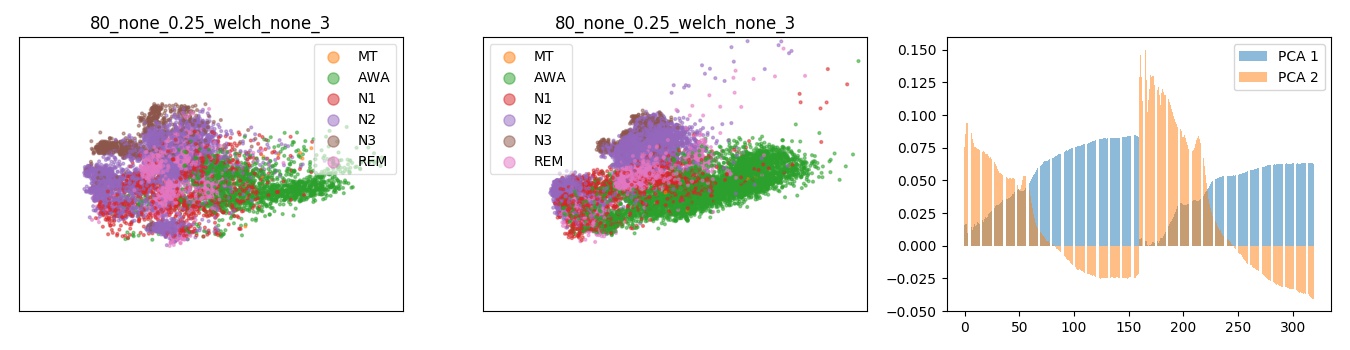 80_none_0.25_welch_none_3
MT
AWA
N1
N2
N3
REM
80_none_0.25_welch_none_3
MT
AWA
N1
N2
N3
REM
PCA 1
PCA 2
0.150
0.125
0.100
0.075
0.050
0.025
0.000
−0.025
−0.050
0 50 100 150 200 250 300